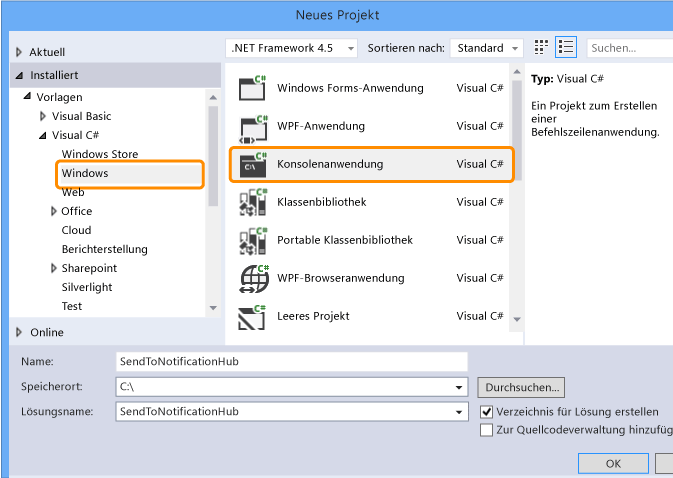 Neues Projekt
Aktuell
.NET Framework 4.5
Sortieren nach:
Standard
Suchen...
Installiert
Vorlagen
Visual Basic
Visual C#
Windows Store
Windows
Web
Office
Cloud
Berichterstellung
Sharepoint
Silverlight
Test
Online
C#
Windows Forms-Anwendung Visual C#
WPF-Anwendung Visual C#
C:\
Konsolenanwendung Visual C#
Klassenbibliothek Visual C#
Portable Klassenbibliothek Visual C#
WPF-Browseranwendung Visual C#
Leeres Projekt Visual C#
Typ: Visual C#
Ein Projekt zum Erstellen
einer
Befehlszeilenanwendung.
Name: SendToNotificationHub
Speicherort: C:\ Durchsuchen...
Lösungsname: SendToNotificationHub
Verzeichnis für Lösung erstellen
Zur Quellcodeverwaltung hinzufüg
OK